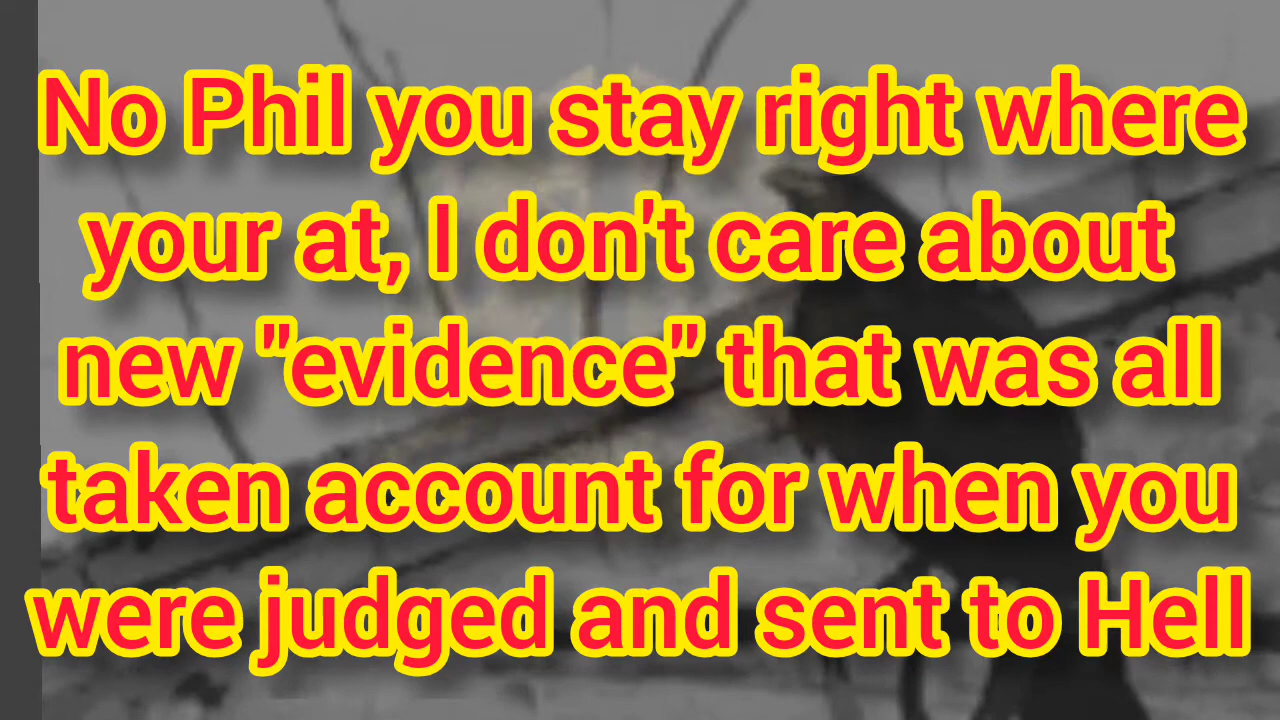 No Phil you stay right where
your at, I don't care about
new "evidence" that was all
taken account for when you
were judged and sent to Hell